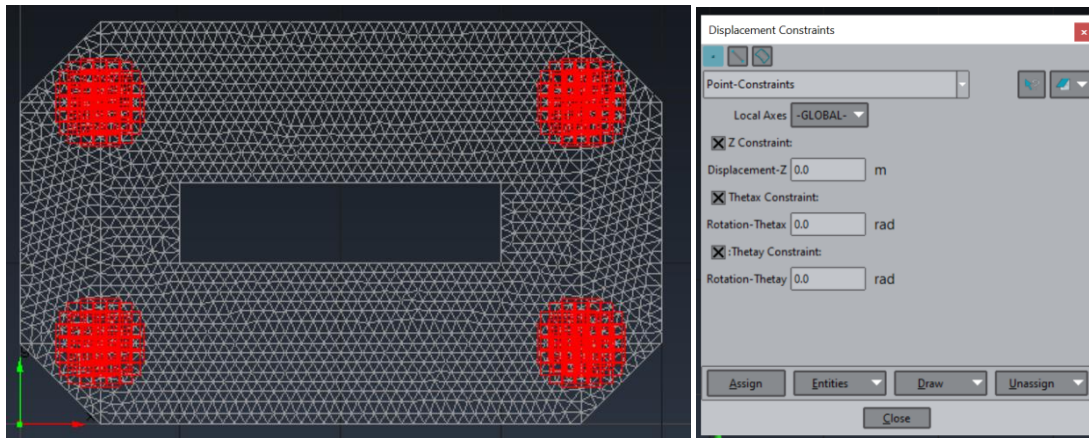 Displacement Constraints
Point-Constraints
Local Axes -GLOBAL-
Z Constraint:
Displacement-Z 0.0 m
Thetax Constraint:
Rotation-Thetax 0.0 rad
:Thetay Constraint:
Rotation-Thetay 0.0 rad
Assign Entities Draw Unassign
Close